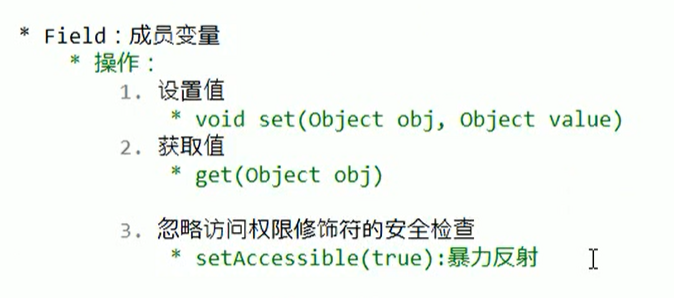 * Field：成员变量
* 操作：
1. 设置值
* void set(Object obj, Object value)
2. 获取值
* get(Object obj)
3. 忽略访问权限修饰符的安全检查
* setAccessible(true):暴力反射